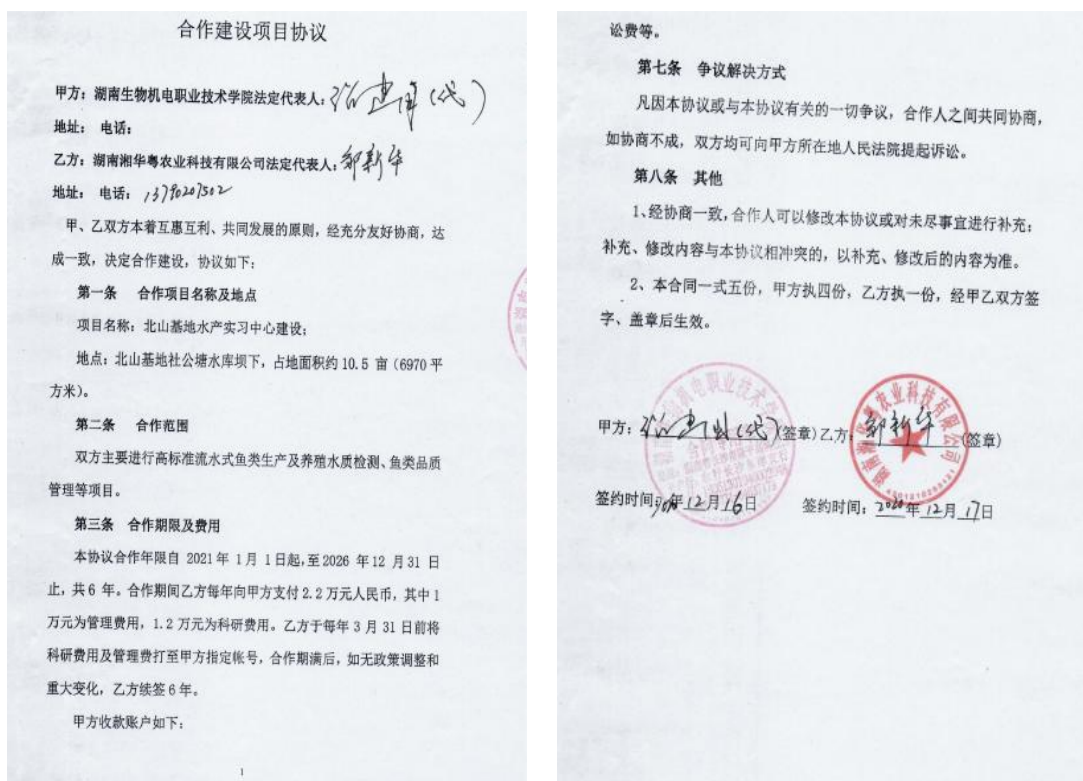 合作建设项目协议
甲方：湖南生物机电职业技术学院法定代表人：（代）
地址： 电话：
乙方：湖南湘华粤农业科技有限公司法定代表人：邹新华
地址： 电话：13790207502
甲、乙双方本着互惠互利、共同发展的原则，经充分友好协商，达
成一致，决定合作建设，协议如下：
第一条 合作项目名称及地点
项目名称：北山基地水产实习中心建设；
地点：北山基地社公塘水库坝下，占地面积约10.5 亩（6970平
方米）。
第二条 合作范围
双方主要进行高标准流水式鱼类生产及养殖水质检测、鱼类品质
管理等项目。
第三条 合作期限及费用
本协议合作年限自 2021年 1月 1日起，至2026 年12月31日
止，共6 年。合作期间乙方每年向甲方支付2.2万元人民币，其中1
万元为管理费用，1.2万元为科研费用。乙方于每年3月31日前将
科研费用及管理费打至甲方指定帐号，合作期满后，如无政策调整和
重大变化，乙方续签6年。
甲方收款账户如下：
1
讼费等。
第七条 争议解决方式
凡因本协议或与本协议有关的一切争议，合作人之间共同协商，
如协商不成，双方均可向甲方所在地人民法院提起诉讼。
第八条 其他
1、经协商一致，合作人可以修改本协议或对未尽事宜进行补充；
补充、修改内容与本协议相冲突的，以补充、修改后的内容为准。
2、本合同一式五份，甲方执四份，乙方执一份，经甲乙双方签
字、盖章后生效。
甲方：（代）（签章）乙方：邹新华（签章）
签约时间：2020年12月16日 签约时间：2020年12月17日